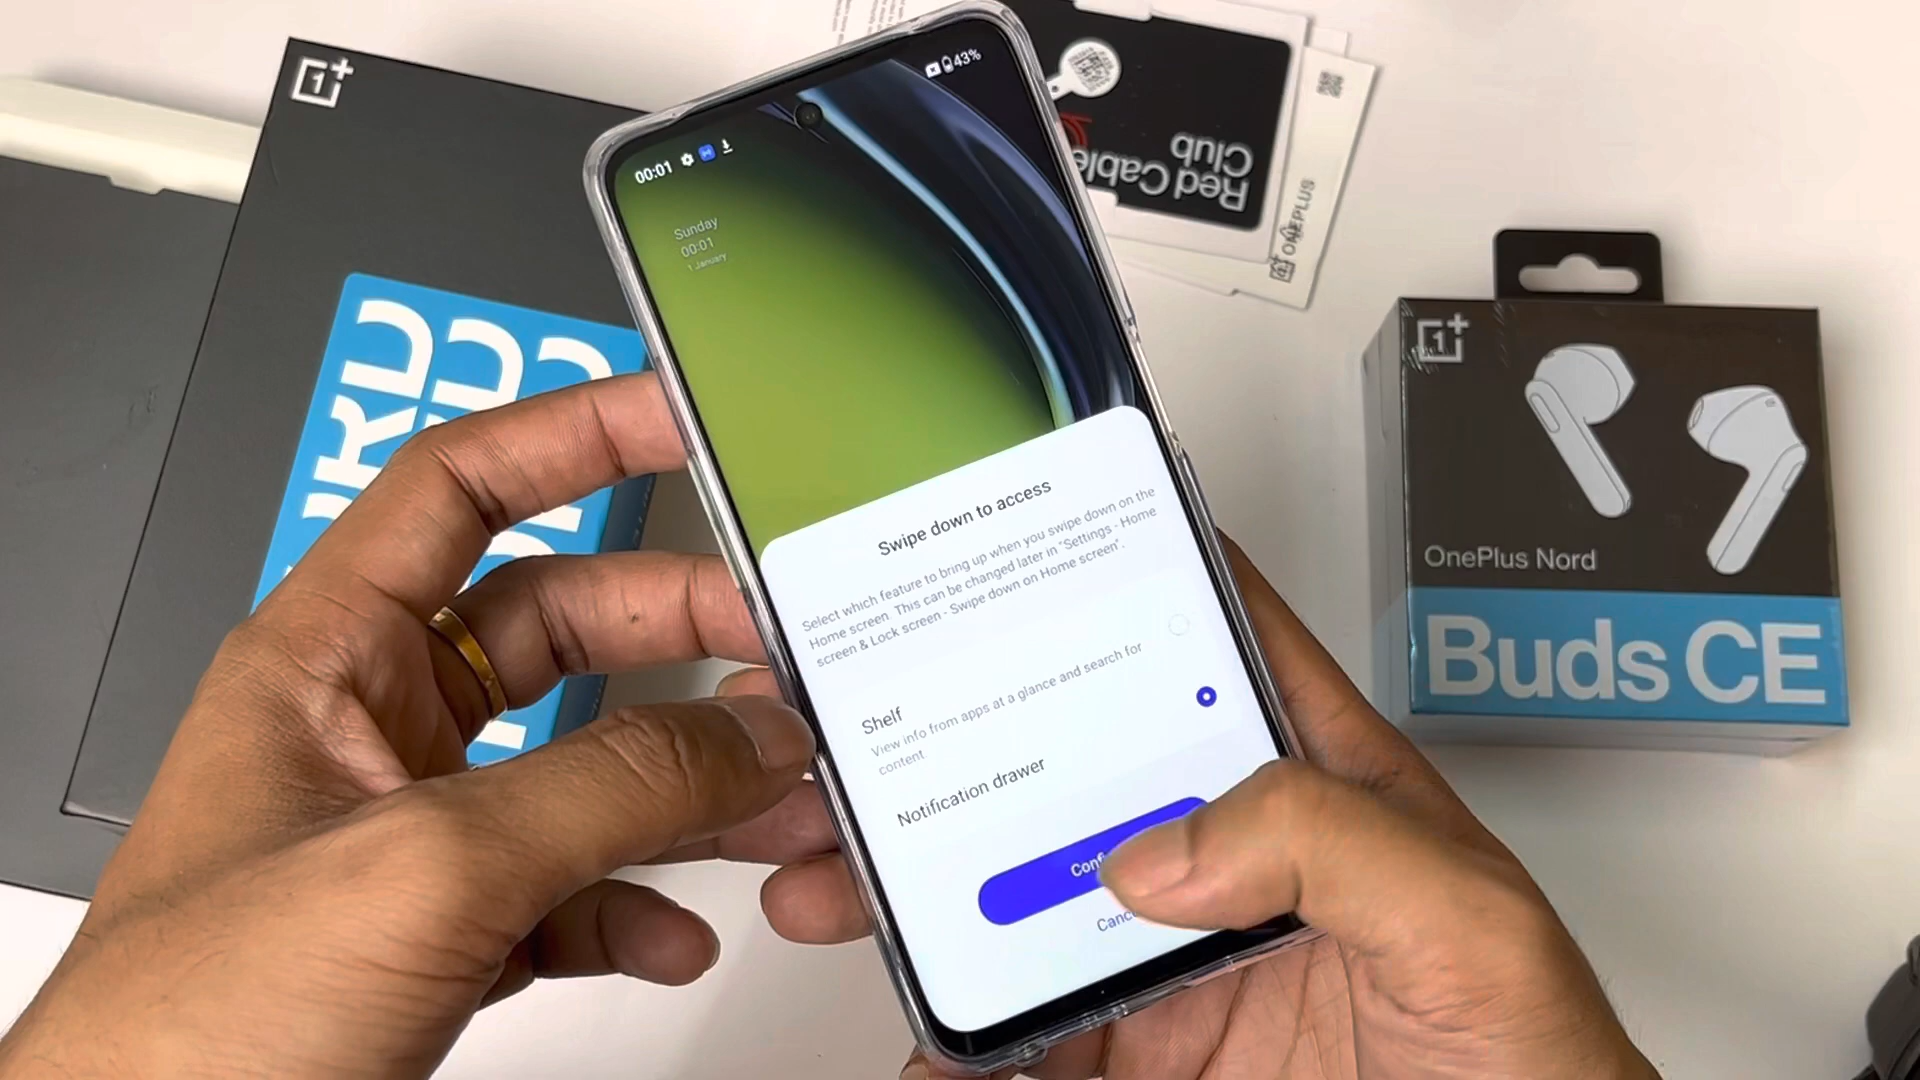 43%
00:01
Sunday
00:01
1 January
Swipe down to access
Select which feature to bring up when you swipe down on the
Home screen. This can be changed later in "Settings - Home
screen & Lock screen - Swipe down on Home screen".
Shelf
View info from apps at a glance and search for
content
Notification drawer
Red Cable
Club
ONEPLUS
OnePlus Nord
Buds CE